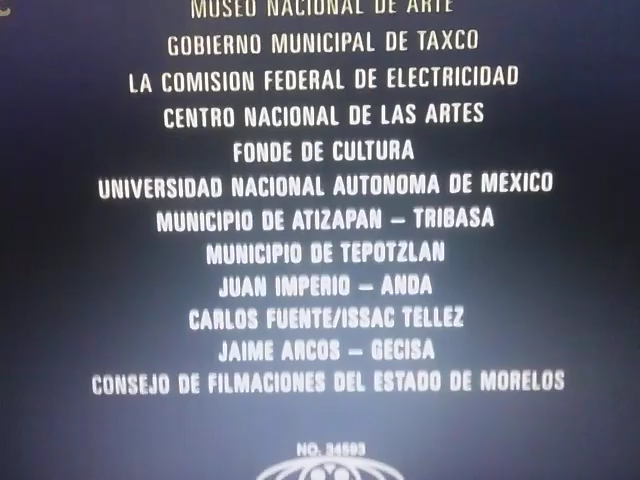 MUSEO NACIONAL DE ARTE
GOBIERNO MUNICIPAL DE TAXCO
LA COMISION FEDERAL DE ELECTRICIDAD
CENTRO NACIONAL DE LAS ARTES
FONDE DE CULTURA
UNIVERSIDAD NACIONAL AUTONOMA DE MEXICO
MUNICIPIO DE ATIZAPAN – TRIBASA
MUNICIPIO DE TEPOTZLAN
JUAN IMPERIO – ANDA
CARLOS FUENTE/ISSAC TELLEZ
JAIME ARCOS – GECISA
CONSEJO DE FILMACIONES DEL ESTADO DE MORELOS
NO. 34593